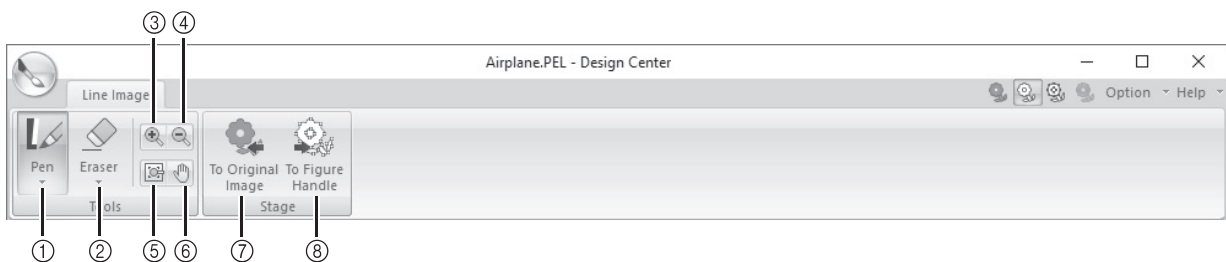 ③ ④
Airplane.PEL - Design Center
Line Image
Option Help
Pen Eraser To Original Image To Figure Handle
Tools Stage
① ② ⑤ ⑥ ⑦ ⑧